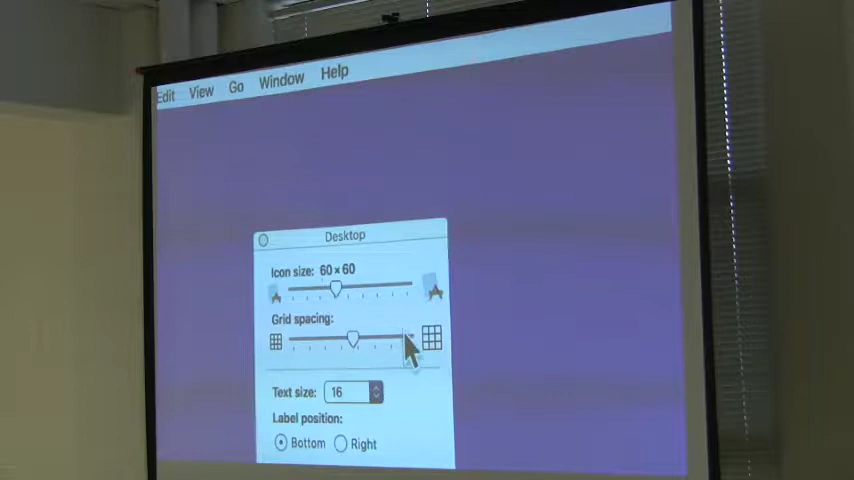 Edit View Go Window Help
Desktop
Icon size: 60 × 60
Grid spacing:
Text size: 16
Label position:
Bottom Right